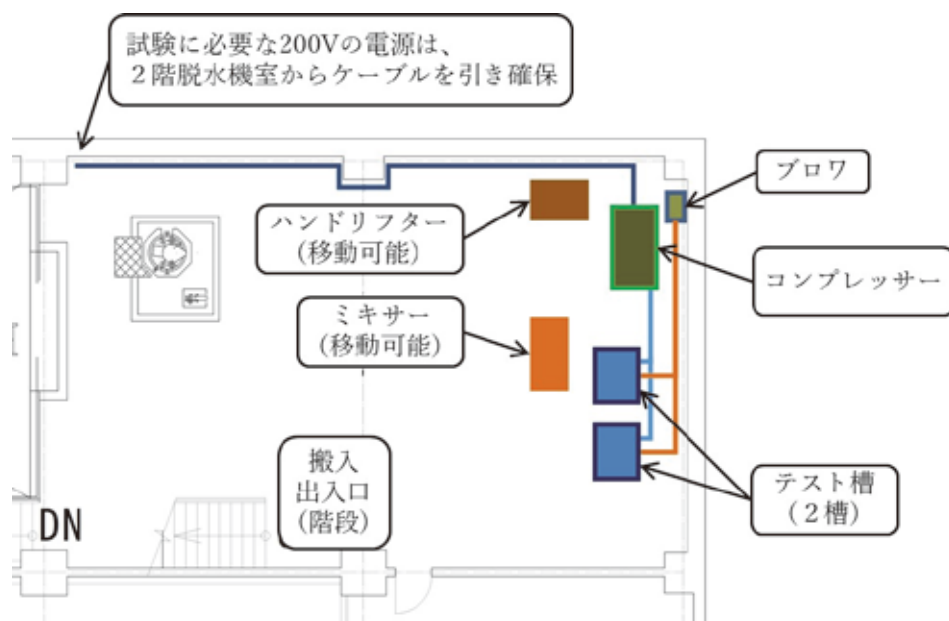 試験に必要な200Vの電源は、
２階脱水機室からケーブルを引き確保
ブロワ
ハンドリフター
(移動可能)
コンプレッサー
ミキサー
(移動可能)
搬入
出入口
(階段)
テスト槽
(２槽)
DN